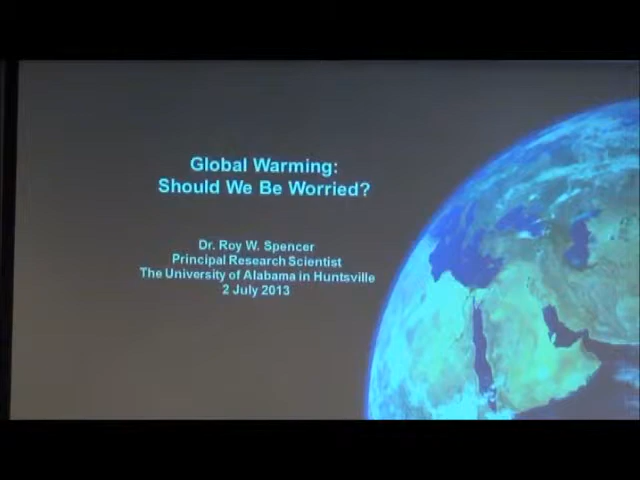 Global Warming:
Should We Be Worried?
Dr. Roy W. Spencer
Principal Research Scientist
The University of Alabama in Huntsville
2 July 2013